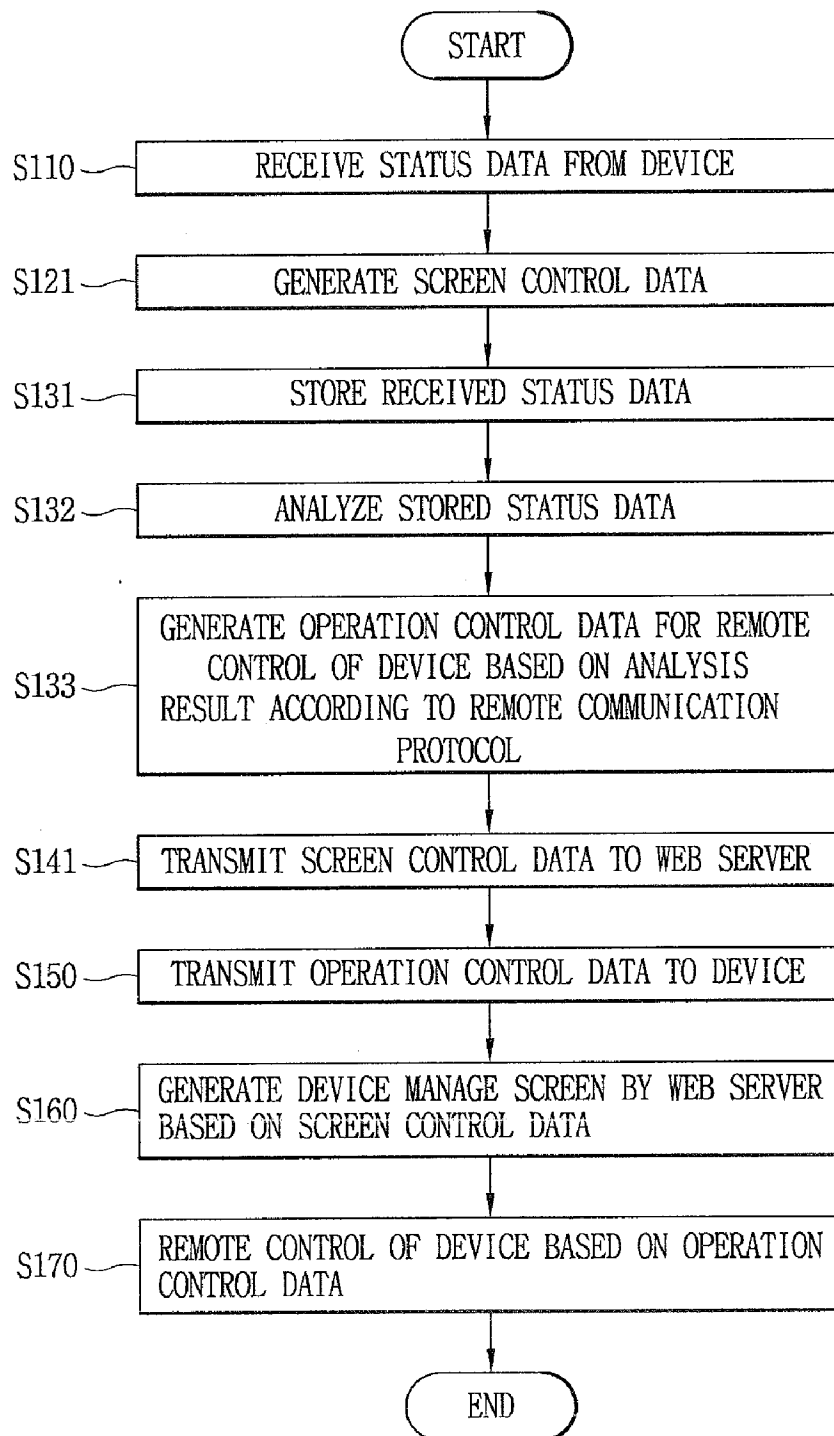 START
S110
RECEIVE STATUS DATA FROM DEVICE
S121
GENERATE SCREEN CONTROL DATA
S131
STORE RECEIVED STATUS DATA
S132
ANALYZE STORED STATUS DATA
S133
GENERATE OPERATION CONTROL DATA FOR REMOTE
CONTROL OF DEVICE BASED ON ANALYSIS
RESULT ACCORDING TO REMOTE COMMUNICATION
PROTOCOL
S141
TRANSMIT SCREEN CONTROL DATA TO WEB SERVER
S150
TRANSMIT OPERATION CONTROL DATA TO DEVICE
S160
GENERATE DEVICE MANAGE SCREEN BY WEB SERVER
BASED ON SCREEN CONTROL DATA
S170
REMOTE CONTROL OF DEVICE BASED ON OPERATION
CONTROL DATA
END